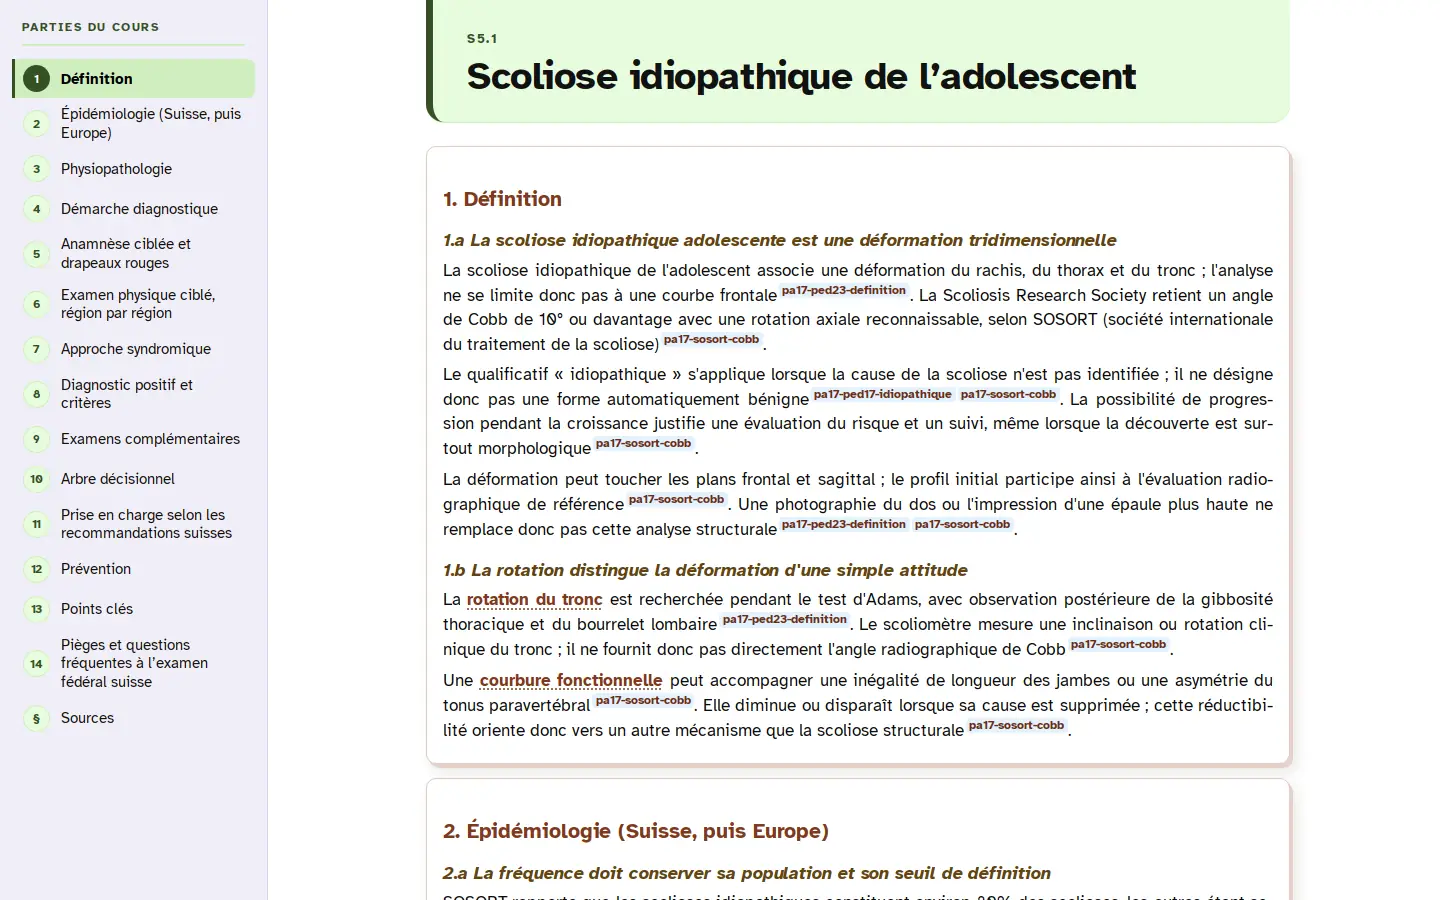 PARTIES DU COURS
1 Définition
2 Épidémiologie (Suisse, puis
Europe)
3 Physiopathologie
4 Démarche diagnostique
5 Anamnèse ciblée et
drapeaux rouges
6 Examen physique ciblé,
région par région
7 Approche syndromique
8 Diagnostic positif et
critères
9 Examens complémentaires
10 Arbre décisionnel
11 Prise en charge selon les
recommandations suisses
12 Prévention
13 Points clés
14 Pièges et questions
fréquentes à l’examen
fédéral suisse
§ Sources
S5.1
Scoliose idiopathique de l’adolescent
1. Définition
1.a La scoliose idiopathique adolescente est une déformation tridimensionnelle
La scoliose idiopathique de l'adolescent associe une déformation du rachis, du thorax et du tronc ; l'analyse
ne se limite donc pas à une courbe frontale pa17-ped23-definition. La Scoliosis Research Society retient un angle
de Cobb de 10° ou davantage avec une rotation axiale reconnaissable, selon SOSORT (société internationale
du traitement de la scoliose) pa17-sosort-cobb.
Le qualificatif « idiopathique » s'applique lorsque la cause de la scoliose n'est pas identifiée ; il ne désigne
donc pas une forme automatiquement bénigne pa17-ped17-idiopathique pa17-sosort-cobb. La possibilité de progres-
sion pendant la croissance justifie une évaluation du risque et un suivi, même lorsque la découverte est sur-
tout morphologique pa17-sosort-cobb.
La déformation peut toucher les plans frontal et sagittal ; le profil initial participe ainsi à l'évaluation radio-
graphique de référence pa17-sosort-cobb. Une photographie du dos ou l'impression d'une épaule plus haute ne
remplace donc pas cette analyse structurale pa17-ped23-definition pa17-sosort-cobb.
1.b La rotation distingue la déformation d'une simple attitude
La rotation du tronc est recherchée pendant le test d'Adams, avec observation postérieure de la gibbosité
thoracique et du bourrelet lombaire pa17-ped23-definition. Le scoliomètre mesure une inclinaison ou rotation cli-
nique du tronc ; il ne fournit donc pas directement l'angle radiographique de Cobb pa17-sosort-cobb.
Une courbure fonctionnelle peut accompagner une inégalité de longueur des jambes ou une asymétrie du
tonus paravertébral pa17-sosort-cobb. Elle diminue ou disparaît lorsque sa cause est supprimée ; cette réductibi-
lité oriente donc vers un autre mécanisme que la scoliose structurale pa17-sosort-cobb.
2. Épidémiologie (Suisse, puis Europe)
2.a La fréquence doit conserver sa population et son seuil de définition